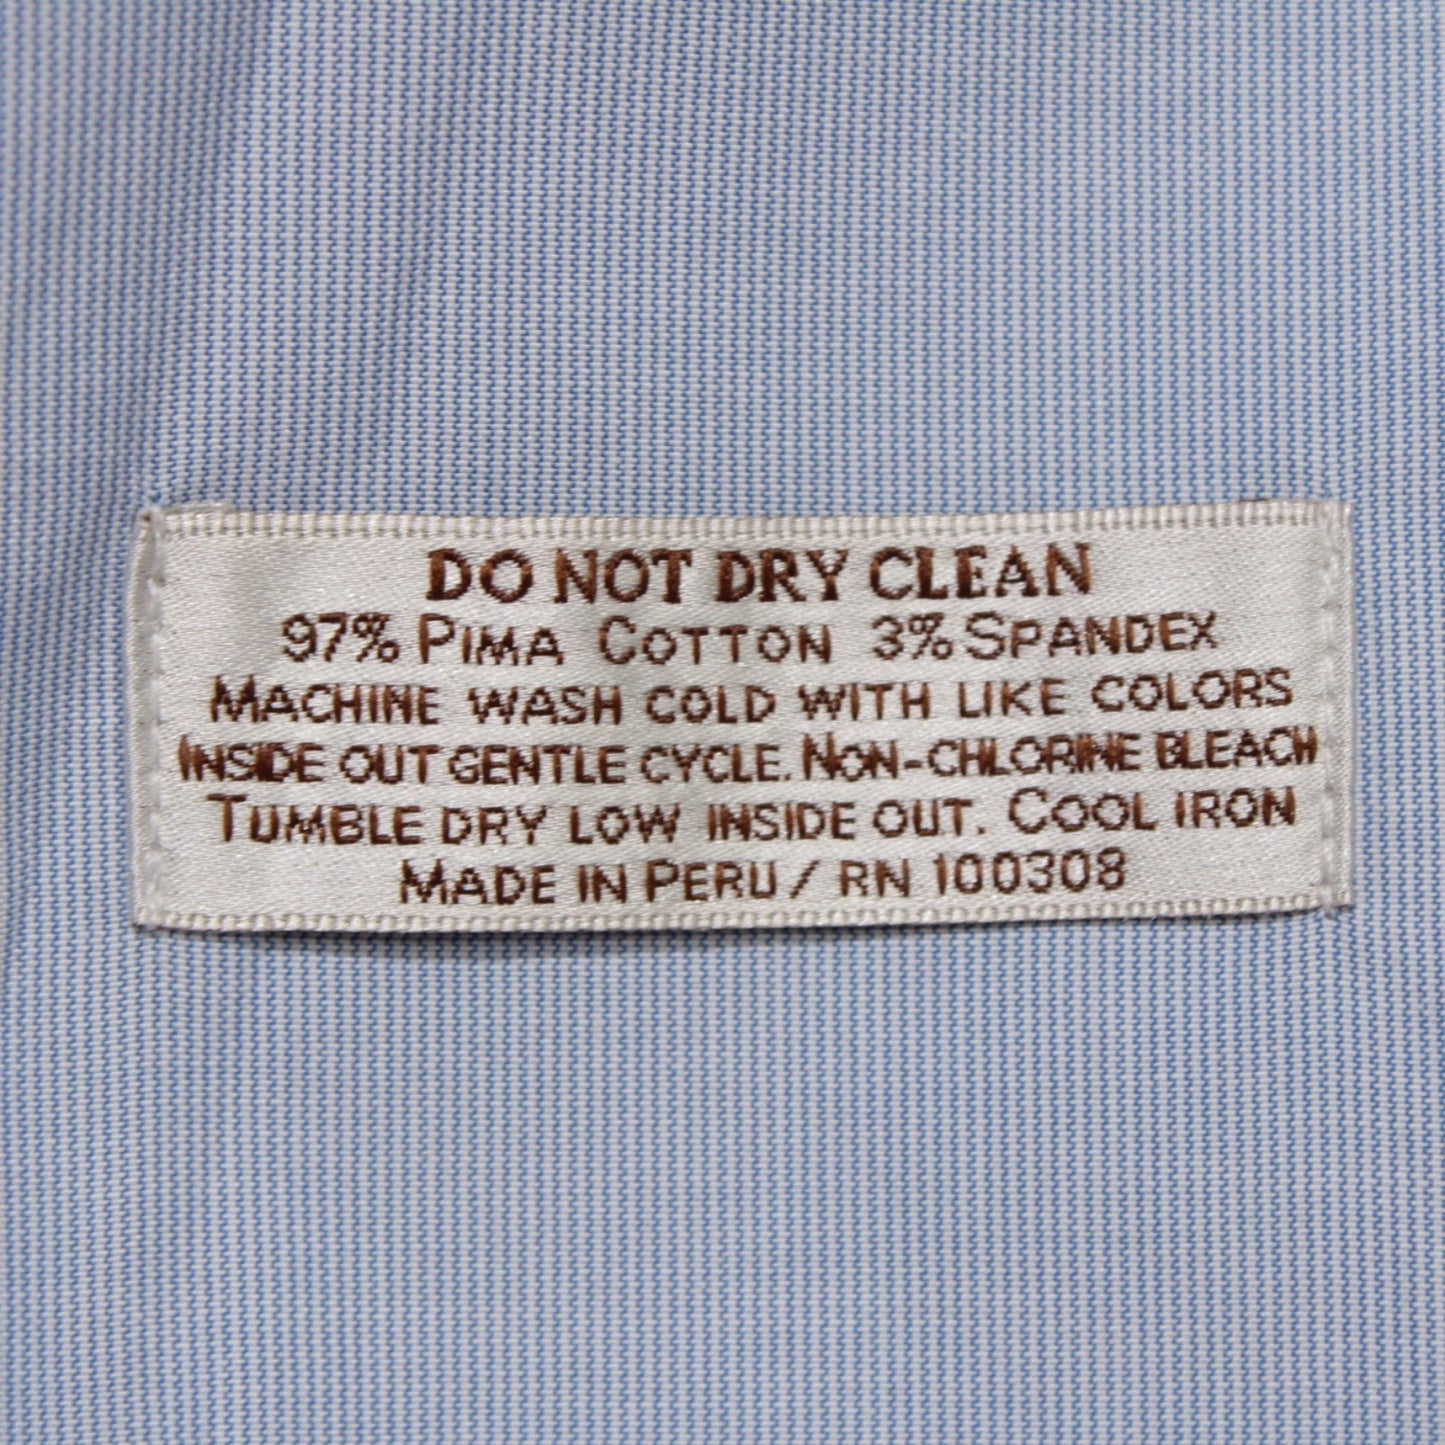 DO NOT DRY CLEAN
97% PIMA COTTON 3% SPANDEX
MACHINE WASH COLD WITH LIKE COLORS
INSIDE OUT GENTLE CYCLE. NON-CHLORINE BLEACH
TUMBLE DRY LOW INSIDE OUT. COOL IRON
MADE IN PERU / RN 100308